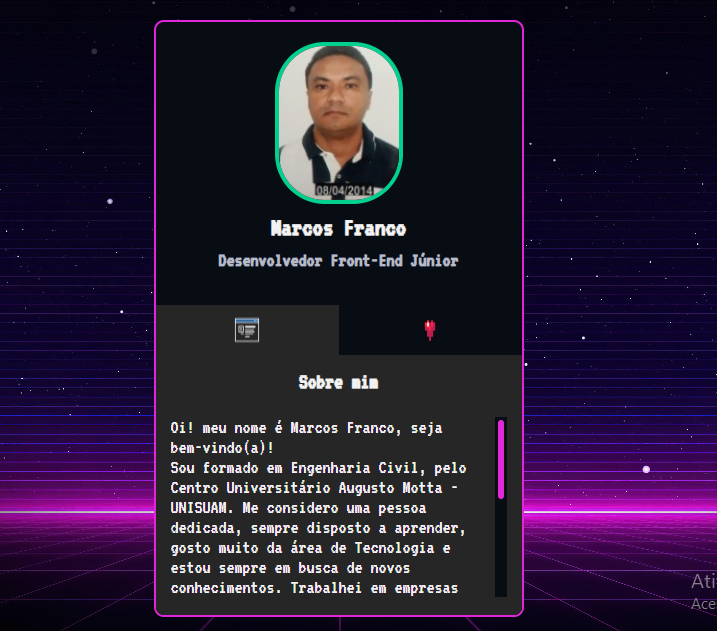 08/04/2014
Marcos Franco
Desenvolvedor Front-End Júnior
Sobre mim
Oi! meu nome é Marcos Franco, seja
bem-vindo(a)!
Sou formado em Engenharia Civil, pelo
Centro Universitário Augusto Motta -
UNISUAM. Me considero uma pessoa
dedicada, sempre disposto a aprender,
gosto muito da área de Tecnologia e
estou sempre em busca de novos
conhecimentos. Trabalhei em empresas
Ati
Ace